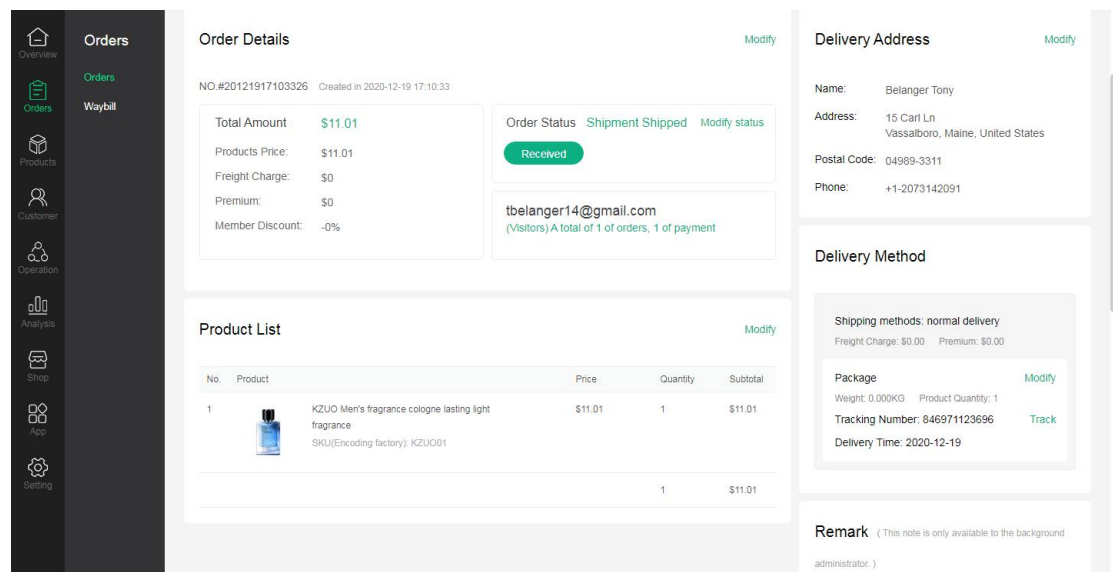 Overview
Orders
Products
Customer
Operation
Analysis
Shop
App
Setting
Orders
Orders
Waybill
Order Details
Modify
NO.#20121917103326 Created in 2020-12-19 17:10:33
Total Amount $11.01
Products Price: $11.01
Freight Charge: $0
Premium: $0
Member Discount: -0%
Order Status Shipment Shipped Modify status
Received
tbelanger14@gmail.com
(Visitors) A total of 1 of orders, 1 of payment
Product List
Modify
No. Product Price Quantity Subtotal
1 KZUO Men's fragrance cologne lasting light $11.01 1 $11.01
fragrance
SKU(Encoding factory): KZUO01
1 $11.01
Delivery Address
Modify
Name: Belanger Tony
Address: 15 Carl Ln
Vassalboro, Maine, United States
Postal Code: 04989-3311
Phone: +1-2073142091
Delivery Method
Shipping methods: normal delivery
Freight Charge: $0.00 Premium: $0.00
Package Modify
Weight: 0.000KG Product Quantity: 1
Tracking Number: 846971123696 Track
Delivery Time: 2020-12-19
Remark ( This note is only available to the background
administrator. )